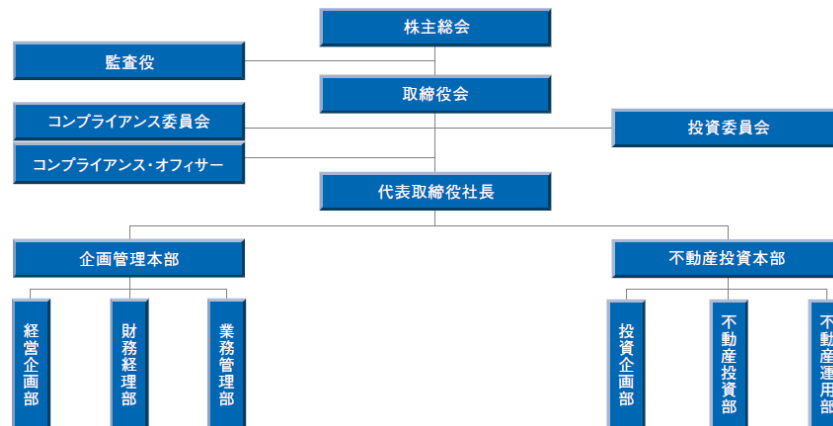 株主総会
監査役
取締役会
コンプライアンス委員会
投資委員会
コンプライアンス・オフィサー
代表取締役社長
企画管理本部
不動産投資本部
経営企画部
財務経理部
業務管理部
投資企画部
不動産投資部
不動産運用部